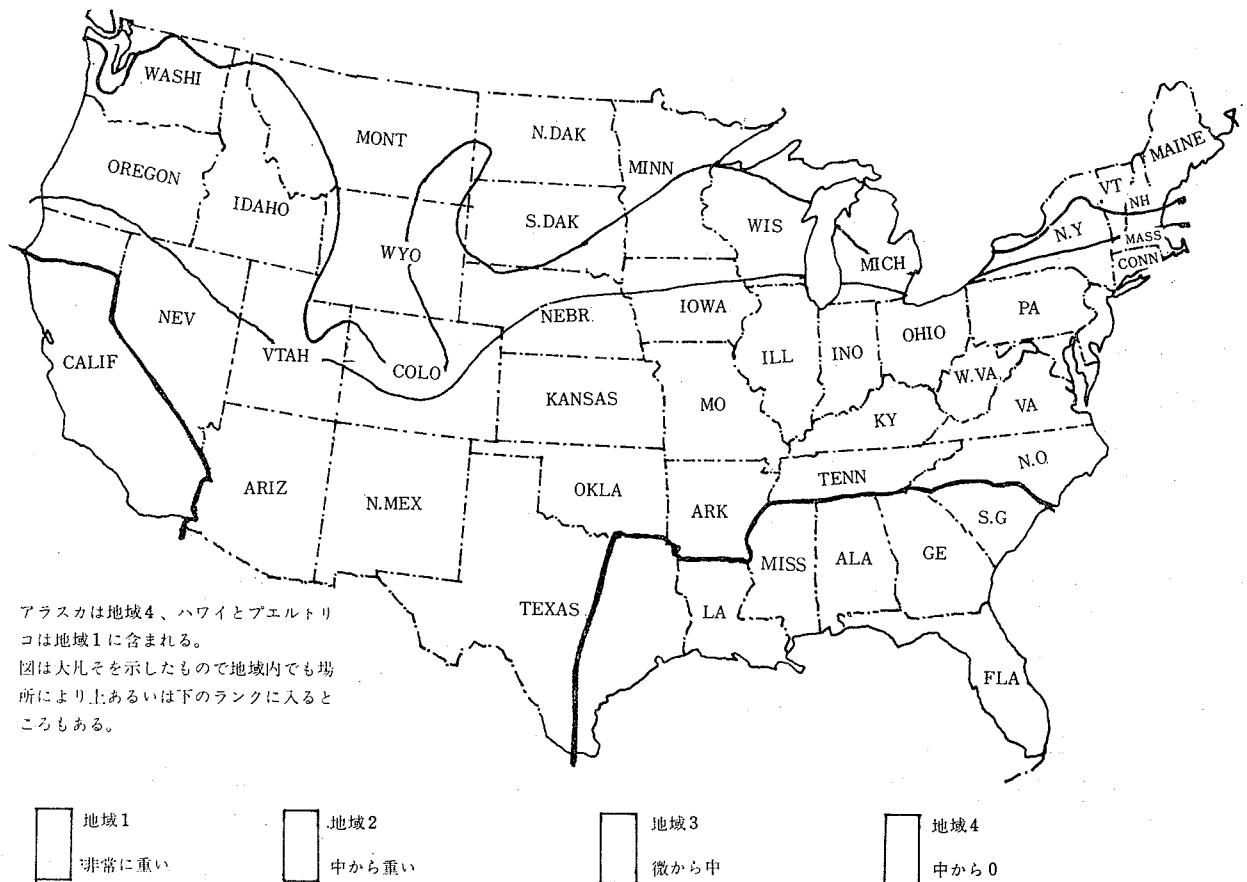 WASHI
MONT
N.DAK
MINN
MAINE
OREGON
IDAHO
VT
NH
S.DAK
WIS
N.Y
WYO
MICH
MASS
CONN
NEV
NEBR
IOWA
PA
CALIF
VTAH
COLO
ILL
INO
OHIO
W.VA
KANSAS
MO
KY
VA
ARIZ
N.MEX
OKLA
ARK
TENN
N.O
S.G
MISS
ALA
GE
TEXAS
LA
FLA
アラスカは地域4、ハワイとプエルトリ
コは地域1に含まれる。
図は大凡そを示したもので地域内でも場
所により上あるいは下のランクに入ると
ころもある。
地域1
非常に重い
地域2
中から重い
地域3
微から中
地域4
中から0